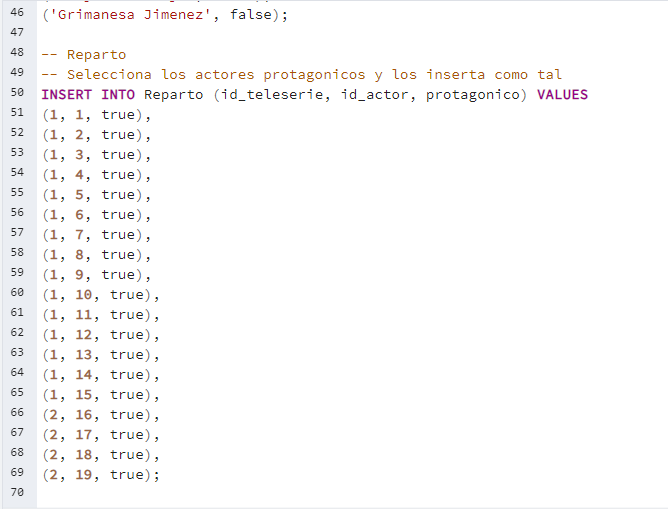 46 ('Grimanesa Jimenez', false);
47
48 -- Reparto
49 -- Selecciona los actores protagonicos y los inserta como tal
50 INSERT INTO Reparto (id_teleserie, id_actor, protagonico) VALUES
51 (1, 1, true),
52 (1, 2, true),
53 (1, 3, true),
54 (1, 4, true),
55 (1, 5, true),
56 (1, 6, true),
57 (1, 7, true),
58 (1, 8, true),
59 (1, 9, true),
60 (1, 10, true),
61 (1, 11, true),
62 (1, 12, true),
63 (1, 13, true),
64 (1, 14, true),
65 (1, 15, true),
66 (2, 16, true),
67 (2, 17, true),
68 (2, 18, true),
69 (2, 19, true);
70